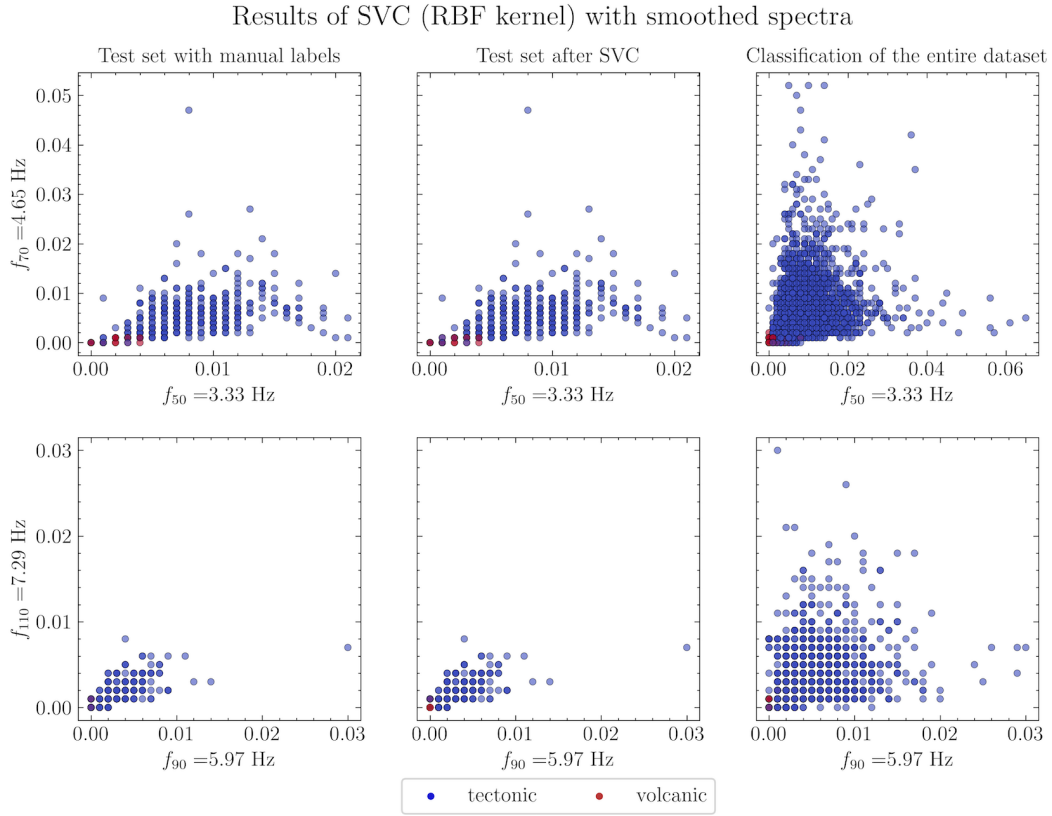 Results of SVC (RBF kernel) with smoothed spectra
Test set with manual labels
Test set after SVC
Classification of the entire dataset
f70 =4.65 Hz
0.05
0.04
0.03
0.02
0.01
0.00
0.00 0.01 0.02
0.00 0.01 0.02
0.00 0.02 0.04 0.06
f50 =3.33 Hz
f50 =3.33 Hz
f50 =3.33 Hz
f110 =7.29 Hz
0.03
0.02
0.01
0.00
0.00 0.01 0.02 0.03
0.00 0.01 0.02 0.03
0.00 0.01 0.02 0.03
f90 =5.97 Hz
f90 =5.97 Hz
f90 =5.97 Hz
tectonic volcanic